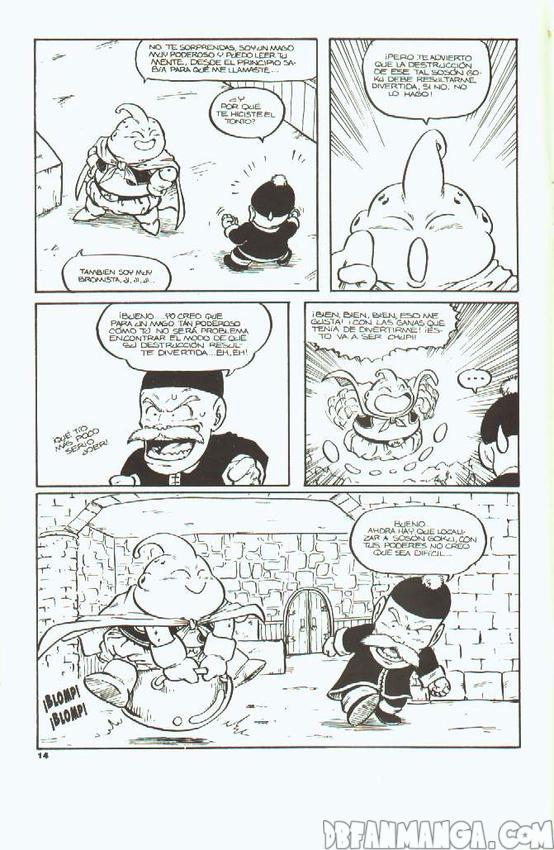 NO TE SORPRENDAS, SOY UN MAGO
MUY PODEROSO Y PUEDO LEER TU
MENTE, DESDE EL PRINCIPIO SA-
BÍA PARA QUÉ ME LLAMASTE...
¿Y
POR QUÉ
TE HICISTE EL
TONTO?
TAMBIÉN SOY MUY
BROMISTA, JI, JI, JI...
¡PERO TE ADVIERTO
QUE LA DESTRUCCIÓN
DE ESE TAL SOSÓN GO-
KU DEBE RESULTARME
DIVERTIDA, SI NO, NO
LO HAGO!
¡BUENO... YO CREO QUE
PARA UN MAGO TAN PODEROSO
COMO TÚ NO SERÁ PROBLEMA
ENCONTRAR EL MODO DE QUE
SU DESTRUCCIÓN RESUL-
TE DIVERTIDA... EH, EH!
¡QUÉ TÍO
MÁS POCO
SERIO
JOER!
¡BIEN, BIEN, BIEN, ESO ME
GUSTA! ¡CON LAS GANAS QUE
TENÍA DE DIVERTIRME! ¡ÉS-
TO VA A SER CHUPI!
...
BUENO...
AHORA HAY QUE LOCALI-
ZAR A SOSÓN GOKU, CON
TUS PODERES NO CREO
QUE SEA DIFÍCIL...
¡BLOMP!
¡BLOMP!
14
DBFANMANGA.COM